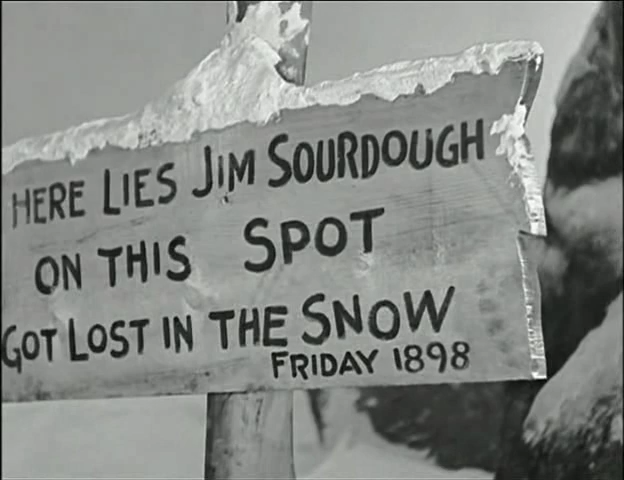 HERE LIES JIM SOURDOUGH
ON THIS SPOT
GOT LOST IN THE SNOW
FRIDAY 1898